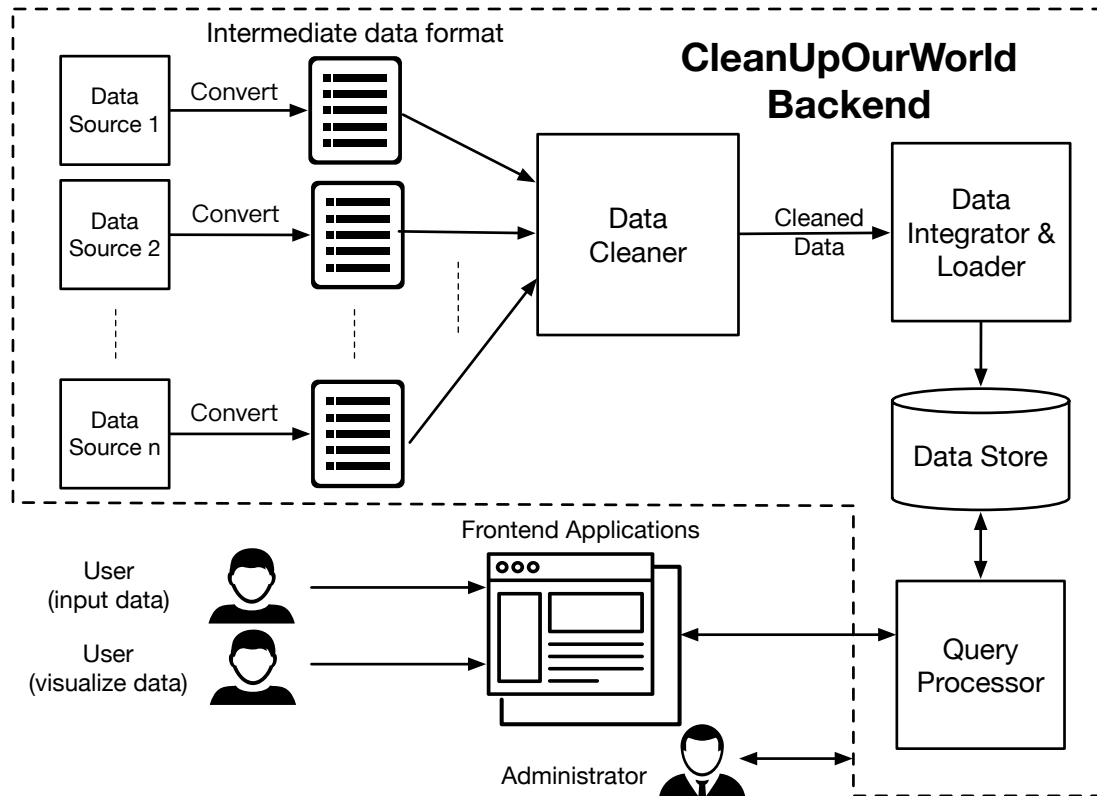 Intermediate data format
CleanUpOurWorld
Backend
Data
Source 1
Convert
Data
Source 2
Convert
Data
Cleaner
Cleaned
Data
Data
Integrator &
Loader
Data
Source n
Convert
Data Store
Frontend Applications
User
(input data)
User
(visualize data)
Query
Processor
Administrator